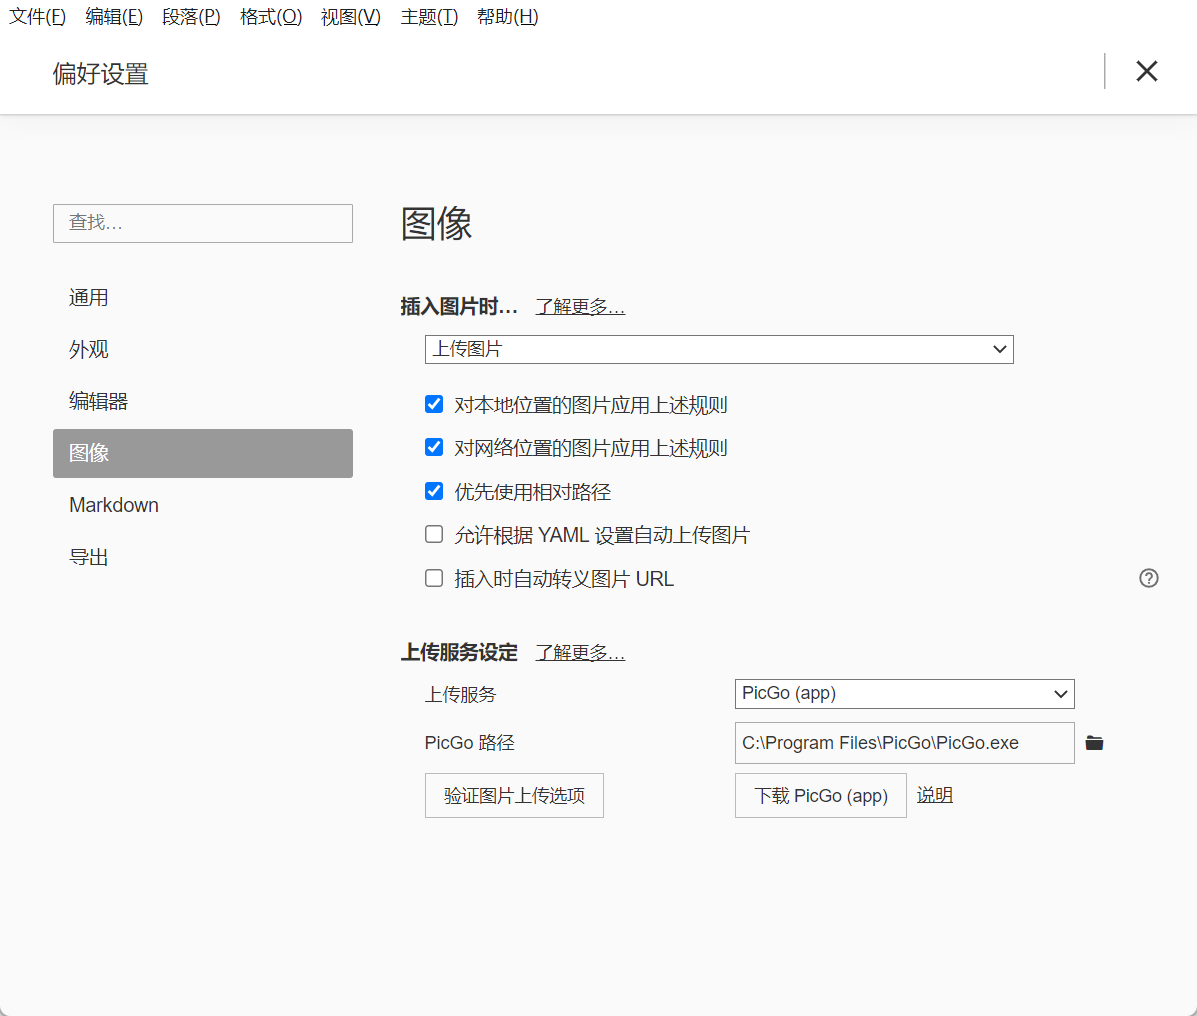 文件(F) 编辑(E) 段落(P) 格式(O) 视图(V) 主题(T) 帮助(H)
偏好设置
查找...
通用
外观
编辑器
图像
Markdown
导出
图像
插入图片时... 了解更多...
上传图片
对本地位置的图片应用上述规则
对网络位置的图片应用上述规则
优先使用相对路径
允许根据 YAML 设置自动上传图片
插入时自动转义图片 URL
上传服务设定 了解更多...
上传服务 PicGo (app)
PicGo 路径 C:\Program Files\PicGo\PicGo.exe
验证图片上传选项 下载 PicGo (app) 说明